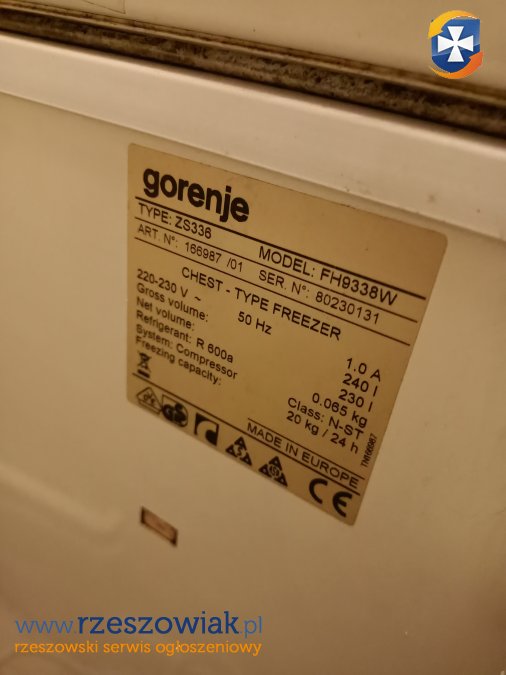 gorenje
TYPE: ZS336 MODEL: FH9338W
ART. N°: 166987 /01 SER. N°: 80230131
CHEST - TYPE FREEZER
220-230 V ~ 50 Hz 1.0 A
Gross volume: 240 l
Net volume: 230 l
Refrigerant: R 600a 0.065 kg
System: Compressor Class: N-ST
Freezing capacity: 20 kg / 24 h
MADE IN EUROPE
CE
TN166987
www.rzeszowiak.pl
rzeszowski serwis ogłoszeniowy